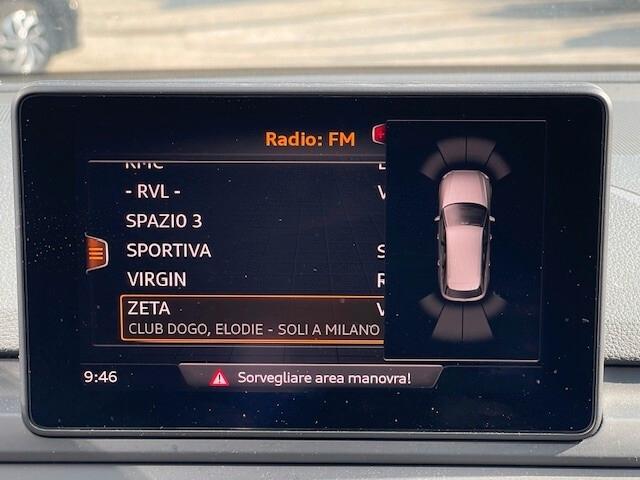 Radio: FM
- RVL -
SPAZIO 3
SPORTIVA
VIRGIN
ZETA
CLUB DOGO, ELODIE - SOLI A MILANO
9:46
Sorvegliare area manovra!